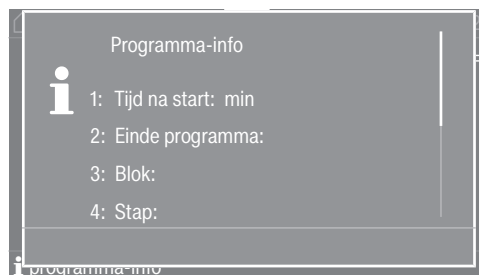 Programma-info
1: Tijd na start: min
2: Einde programma:
3: Blok:
4: Stap:
programma-info